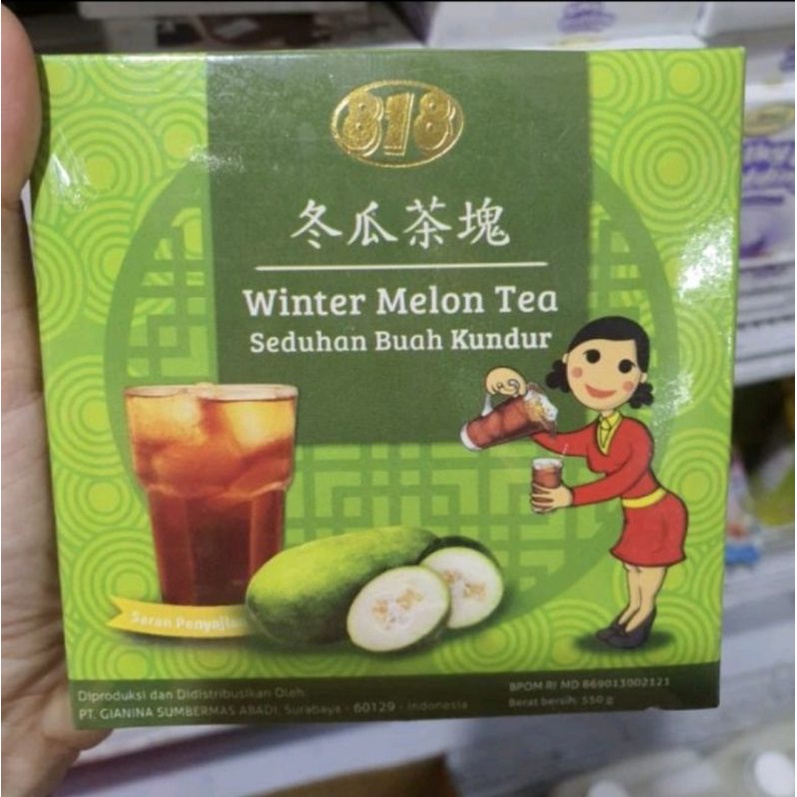 818
冬瓜茶塊
Winter Melon Tea
Seduhan Buah Kundur
Saran Penyajian
Diproduksi dan Didistribusikan Oleh:
PT. GIANINA SUMBERMAS ABADI, Surabaya - 60129 - Indonesia
BPOM RI MD 869013002121
Berat bersih: 550 g